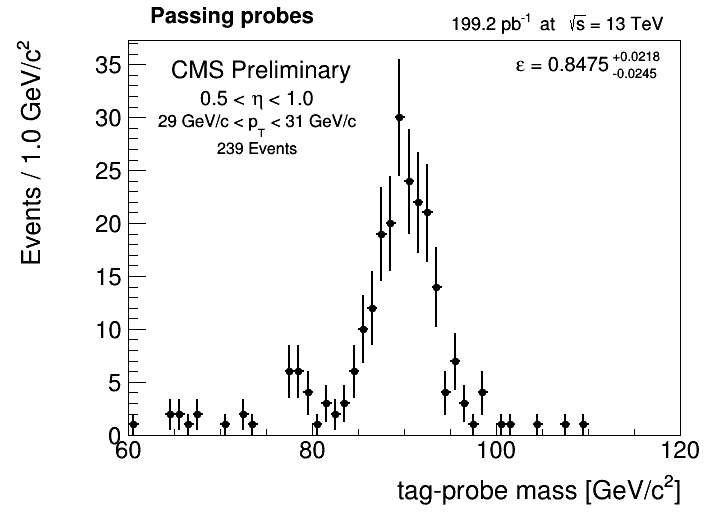 Passing probes
199.2 pb⁻¹ at √s = 13 TeV
CMS Preliminary
0.5 < η < 1.0
29 GeV/c < p_T < 31 GeV/c
239 Events
ε = 0.8475 +0.0218 -0.0245
Events / 1.0 GeV/c²
35
30
25
20
15
10
5
0
60 80 100 120
tag-probe mass [GeV/c²]